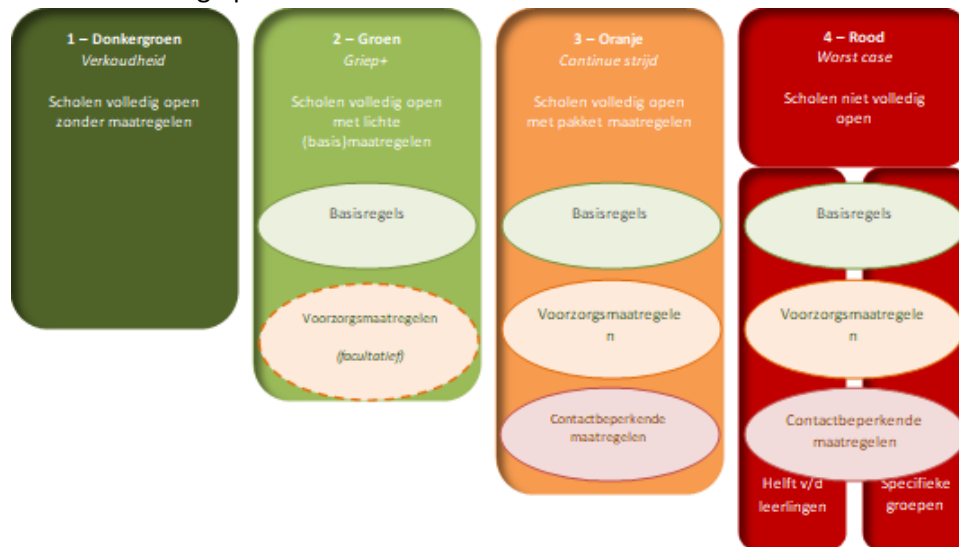 1 – Donkergroen
Verkoudheid
Scholen volledig open
zonder maatregelen
2 – Groen
Griep+
Scholen volledig open
met lichte
(basis)maatregelen
Basisregels
Voorzorgsmaatregelen
(facultatief)
3 – Oranje
Continue strijd
Scholen volledig open
met pakket maatregelen
Basisregels
Voorzorgsmaatregele
n
Contactbeperkende
maatregelen
4 – Rood
Worst case
Scholen niet volledig
open
Basisregels
Voorzorgsmaatregele
n
Contactbeperkende
maatregelen
Helft v/d
leerlingen
Specifieke
groepen